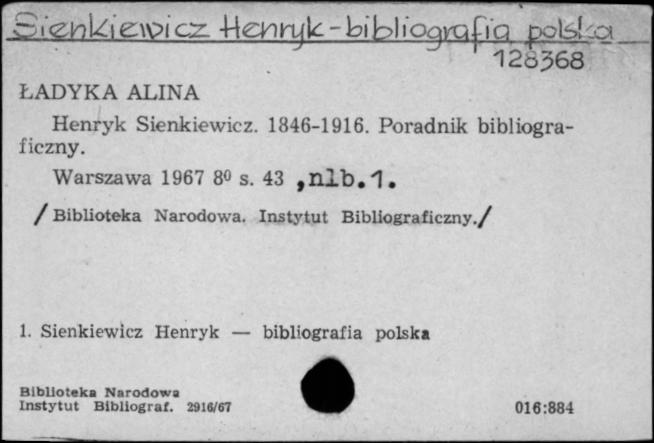 Sienkiewicz Henryk - bibliografia polska
128368
ŁADYKA ALINA
Henryk Sienkiewicz. 1846-1916. Poradnik bibliogra-
ficzny.
Warszawa 1967 8⁰ s. 43 ,nlb.1.
/Biblioteka Narodowa. Instytut Bibliograficzny./
1. Sienkiewicz Henryk — bibliografia polska
Biblioteka Narodowa
Instytut Bibliograf. 2916/67
016:884